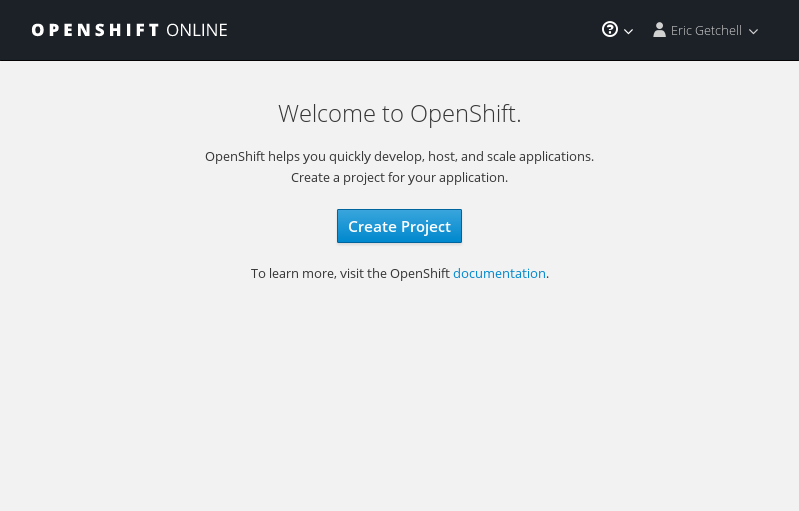 OPENSHIFT ONLINE
Eric Getchell
Welcome to OpenShift.
OpenShift helps you quickly develop, host, and scale applications.
Create a project for your application.
Create Project
To learn more, visit the OpenShift documentation.